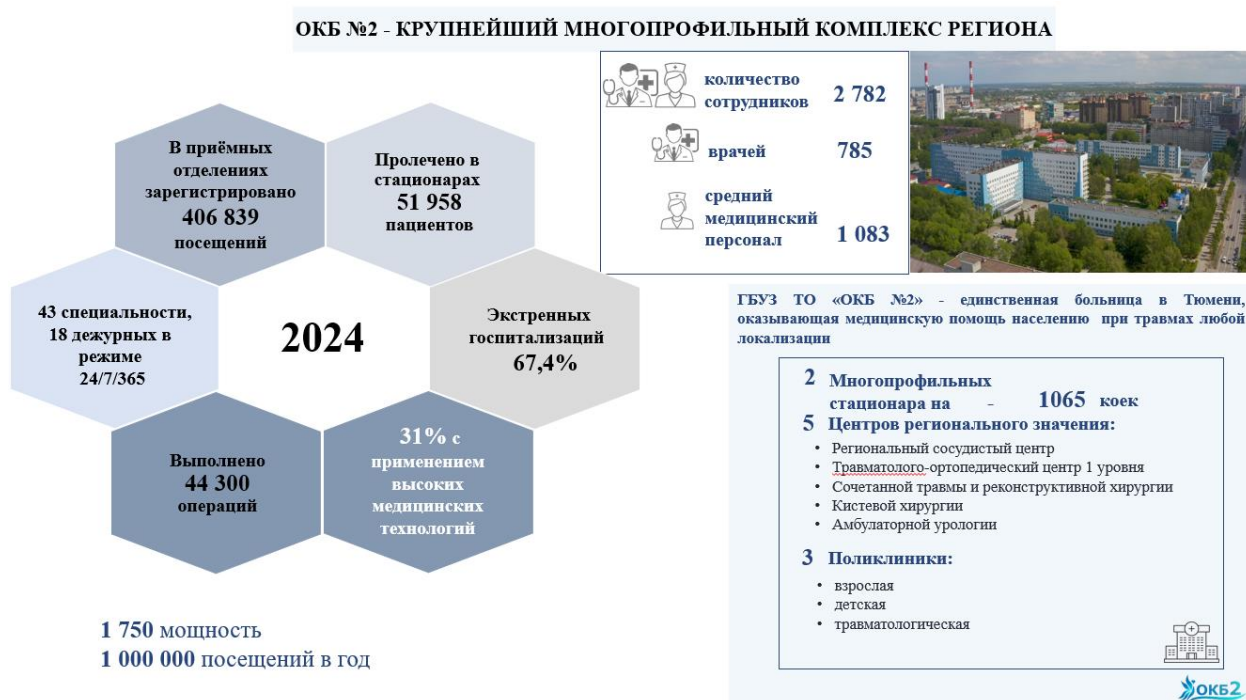 ОКБ №2 - КРУПНЕЙШИЙ МНОГОПРОФИЛЬНЫЙ КОМПЛЕКС РЕГИОНА
В приёмных
отделениях
зарегистрировано
406 839
посещений
Пролечено в
стационарах
51 958
пациентов
43 специальности,
18 дежурных в
режиме
24/7/365
2024
Экстренных
госпитализаций
67,4%
Выполнено
44 300
операций
31% с
применением
высоких
медицинских
технологий
1 750 мощность
1 000 000 посещений в год
количество
сотрудников 2 782
врачей 785
средний
медицинский
персонал 1 083
ГБУЗ ТО «ОКБ №2» - единственная больница в Тюмени,
оказывающая медицинскую помощь населению при травмах любой
локализации
2 Многопрофильных
стационара на - 1065 коек
5 Центров регионального значения:
• Региональный сосудистый центр
• Травматолого-ортопедический центр 1 уровня
• Сочетанной травмы и реконструктивной хирургии
• Кистевой хирургии
• Амбулаторной урологии
3 Поликлиники:
• взрослая
• детская
• травматологическая
ОКБ2